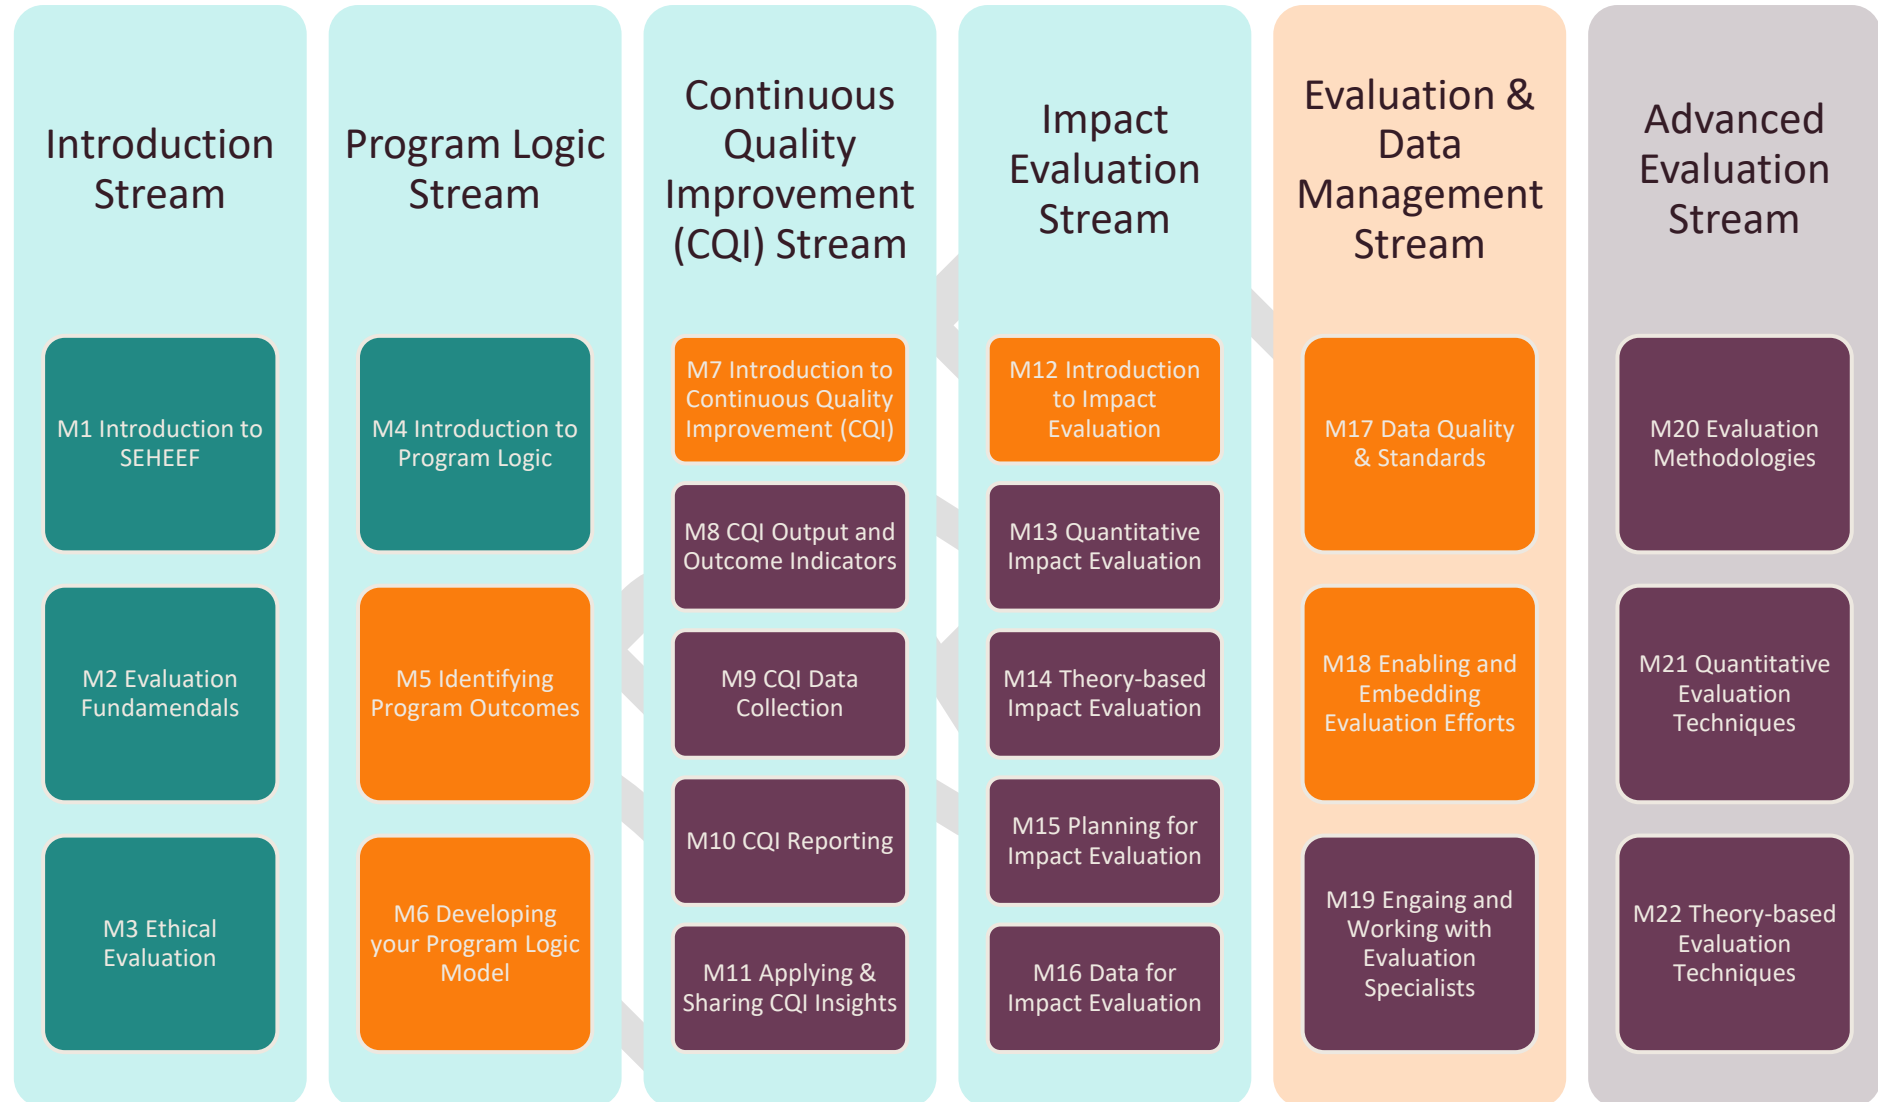 Introduction
Stream
M1 Introduction to
SEHEEF
M2 Evaluation
Fundamendals
M3 Ethical
Evaluation
Program Logic
Stream
M4 Introduction to
Program Logic
M5 Identifying
Program Outcomes
M6 Developing
your Program Logic
Model
Continuous
Quality
Improvement
(CQI) Stream
M7 Introduction to
Continuous Quality
Improvement (CQI)
M8 CQI Output and
Outcome Indicators
M9 CQI Data
Collection
M10 CQI Reporting
M11 Applying &
Sharing CQI Insights
Impact
Evaluation
Stream
M12 Introduction
to Impact
Evaluation
M13 Quantitative
Impact Evaluation
M14 Theory-based
Impact Evaluation
M15 Planning for
Impact Evaluation
M16 Data for
Impact Evaluation
Evaluation &
Data
Management
Stream
M17 Data Quality
& Standards
M18 Enabling and
Embedding
Evaluation Efforts
M19 Engaing and
Working with
Evaluation
Specialists
Advanced
Evaluation
Stream
M20 Evaluation
Methodologies
M21 Quantitative
Evaluation
Techniques
M22 Theory-based
Evaluation
Techniques